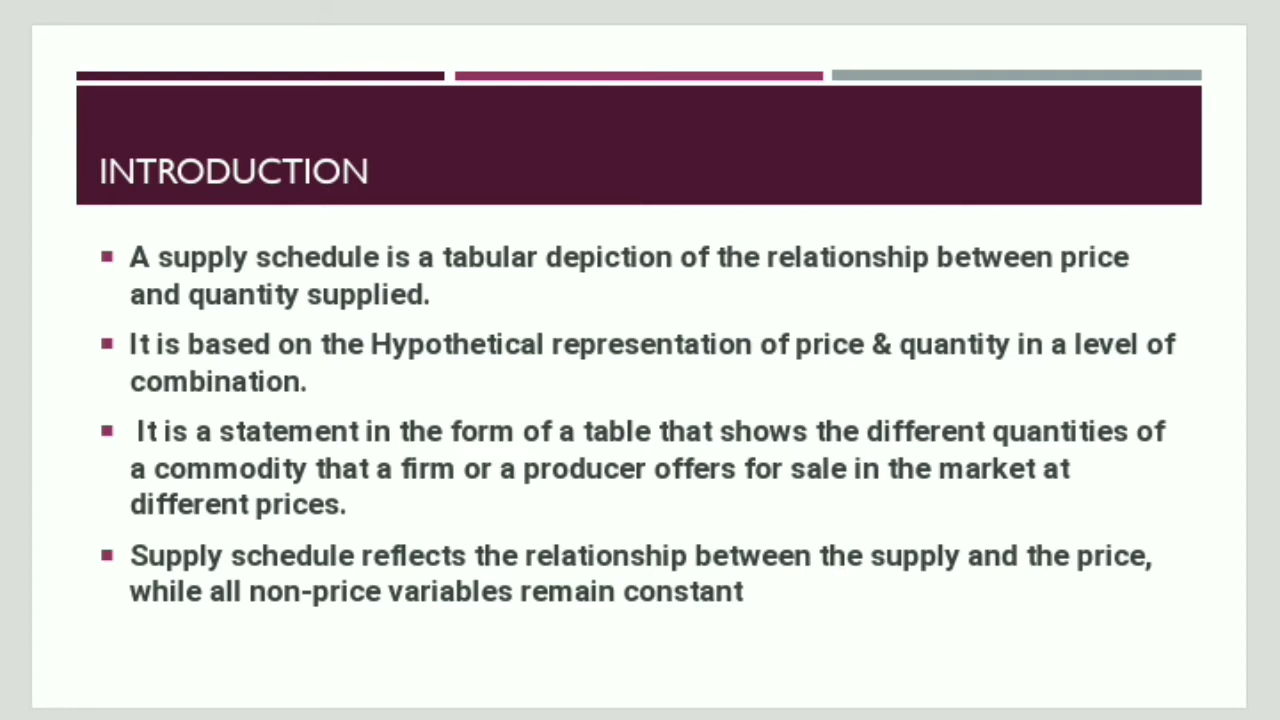 INTRODUCTION
A supply schedule is a tabular depiction of the relationship between price
and quantity supplied.
It is based on the Hypothetical representation of price & quantity in a level of
combination.
It is a statement in the form of a table that shows the different quantities of
a commodity that a firm or a producer offers for sale in the market at
different prices.
Supply schedule reflects the relationship between the supply and the price,
while all non-price variables remain constant